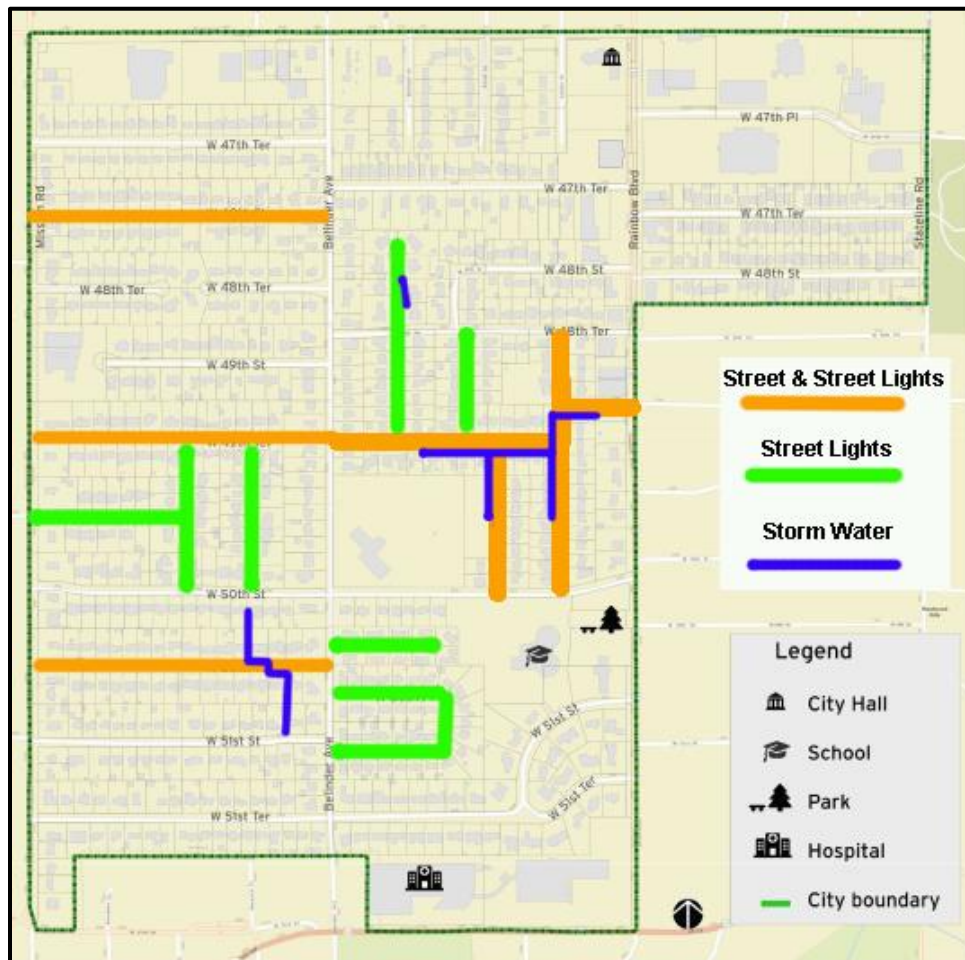 W 47th Pl
W 47th Ter
W 47th Ter
W 47th Ter
Belinder Ave
Rainbow Blvd
Stateline Rd
W 48th St
W 48th St
W 48th Ter
W 48th Ter
W 49th St
Street & Street Lights
Street Lights
Storm Water
W 50th St
W 51st St
W 51st St
Belinder Ave
W 51st Ter
W 51st Ter
Legend
City Hall
School
Park
Hospital
City boundary